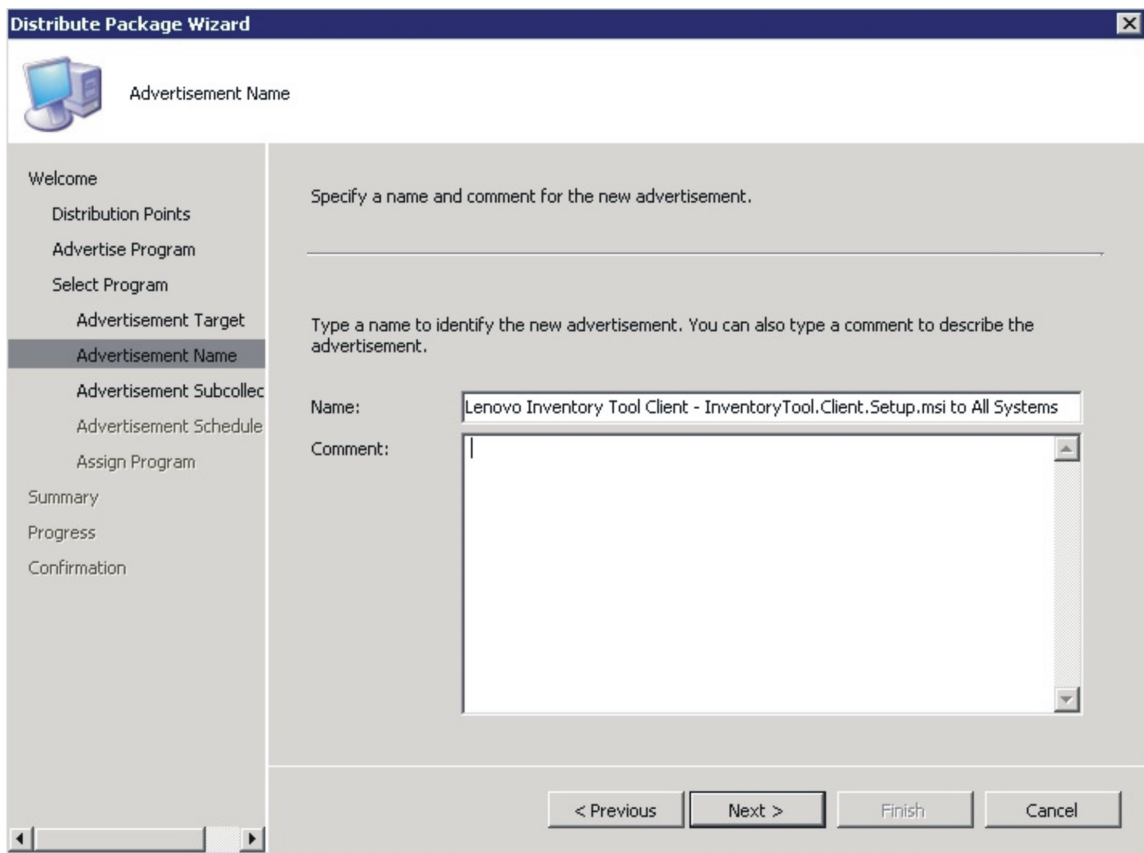 Distribute Package Wizard
Advertisement Name
Welcome
Distribution Points
Advertise Program
Select Program
Advertisement Target
Advertisement Name
Advertisement Subcollec
Advertisement Schedule
Assign Program
Summary
Progress
Confirmation
Specify a name and comment for the new advertisement.
Type a name to identify the new advertisement. You can also type a comment to describe the
advertisement.
Name:
Lenovo Inventory Tool Client - InventoryTool.Client.Setup.msi to All Systems
Comment:
< Previous
Next >
Finish
Cancel